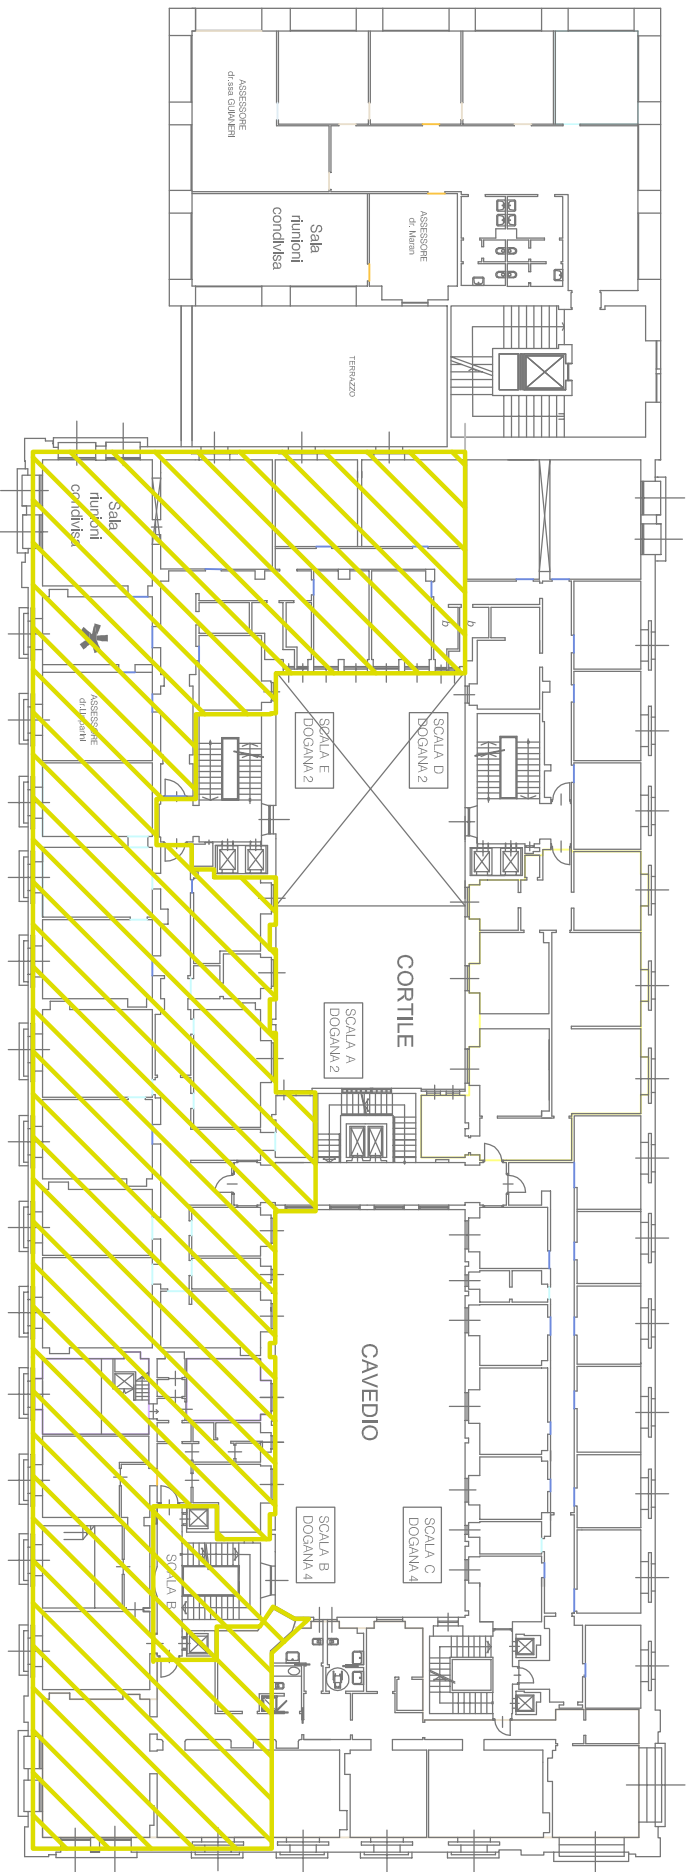 ASSESSORE
dr.ssa GUIANERI
Sala
riunioni
condivisa
ASSESSORE
dr. Maran
TERRAZZO
Sala
riunioni
condivisa
*
ASSESSORE
SCALA E
DOGANA 2
SCALA D
DOGANA 2
CORTILE
SCALA A
DOGANA 2
CAVEDIO
SCALA B
DOGANA 4
SCALA C
DOGANA 4
SCALA B